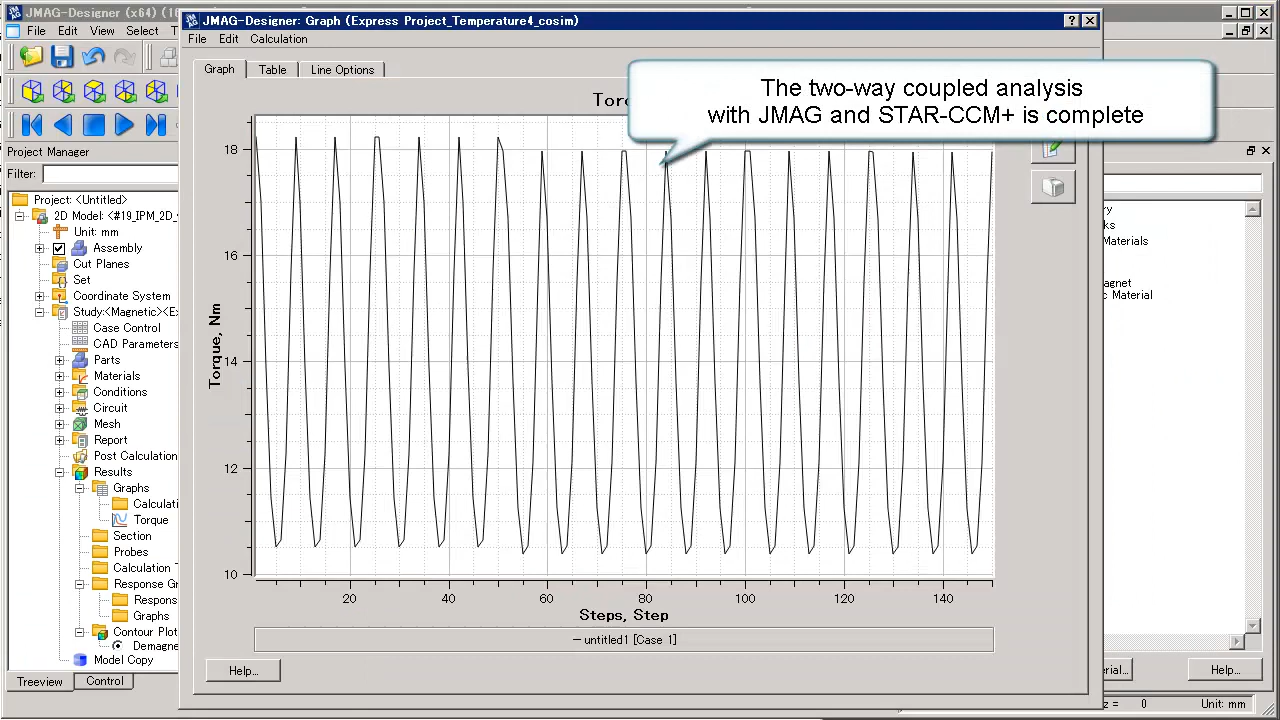 JMAG-Designer (x64) (16
File Edit View Select T
Project Manager
Filter:
Project: <Untitled>
2D Model: <#19_IPM_2D_
Unit: mm
Assembly
Cut Planes
Set
Coordinate System
Study:<Magnetic><E
Case Control
CAD Parameters
Parts
Materials
Conditions
Circuit
Mesh
Report
Post Calculation
Results
Graphs
Calculati
Torque
Section
Probes
Calculation T
Response Gr
Respons
Graphs
Contour Plot
Demagne
Model Copy
Treeview Control
JMAG-Designer: Graph (Express Project_Temperature4_cosim)
File Edit Calculation
Graph Table Line Options
The two-way coupled analysis
with JMAG and STAR-CCM+ is complete
Torque, Nm
18
16
14
12
10
20 40 60 80 100 120 140
Steps, Step
untitled1 [Case 1]
Help...
ry
ks
Materials
agnet
c Material
rial... Help...
z = 0 Unit: mm